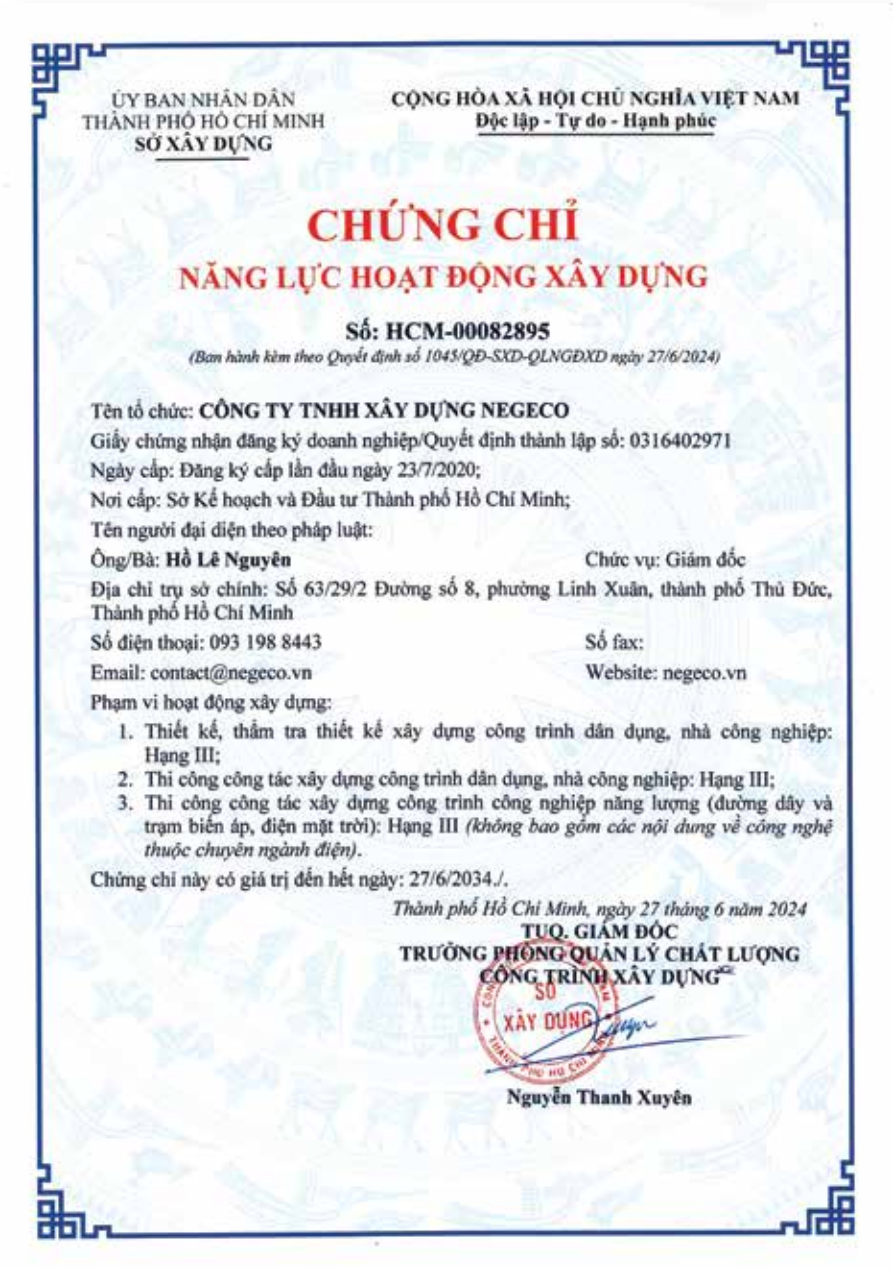 ỦY BAN NHÂN DÂN
THÀNH PHỐ HỒ CHÍ MINH
SỞ XÂY DỰNG
CỘNG HÒA XÃ HỘI CHỦ NGHĨA VIỆT NAM
Độc lập - Tự do - Hạnh phúc
CHỨNG CHỈ
NĂNG LỰC HOẠT ĐỘNG XÂY DỰNG
Số: HCM-00082895
(Ban hành kèm theo Quyết định số 1045/QĐ-SXD-QLNGĐXD ngày 27/6/2024)
Tên tổ chức: CÔNG TY TNHH XÂY DỰNG NEGECO
Giấy chứng nhận đăng ký doanh nghiệp/Quyết định thành lập số: 0316402971
Ngày cấp: Đăng ký cấp lần đầu ngày 23/7/2020;
Nơi cấp: Sở Kế hoạch và Đầu tư Thành phố Hồ Chí Minh;
Tên người đại diện theo pháp luật:
Ông/Bà: Hồ Lê Nguyên Chức vụ: Giám đốc
Địa chỉ trụ sở chính: Số 63/29/2 Đường số 8, phường Linh Xuân, thành phố Thủ Đức,
Thành phố Hồ Chí Minh
Số điện thoại: 093 198 8443 Số fax:
Email: contact@negeco.vn Website: negeco.vn
Phạm vi hoạt động xây dựng:
1. Thiết kế, thẩm tra thiết kế xây dựng công trình dân dụng, nhà công nghiệp:
Hạng III;
2. Thi công công tác xây dựng công trình dân dụng, nhà công nghiệp: Hạng III;
3. Thi công công tác xây dựng công trình công nghiệp năng lượng (đường dây và
trạm biến áp, điện mặt trời): Hạng III (không bao gồm các nội dung về công nghệ
thuộc chuyên ngành điện).
Chứng chỉ này có giá trị đến hết ngày: 27/6/2034./.
Thành phố Hồ Chí Minh, ngày 27 tháng 6 năm 2024
TUQ. GIÁM ĐỐC
TRƯỞNG PHÒNG QUẢN LÝ CHẤT LƯỢNG
CÔNG TRÌNH XÂY DỰNG
SỞ
XÂY DỰNG
THÀNH PHỐ HỒ CHÍ MINH
Nguyễn Thanh Xuyên